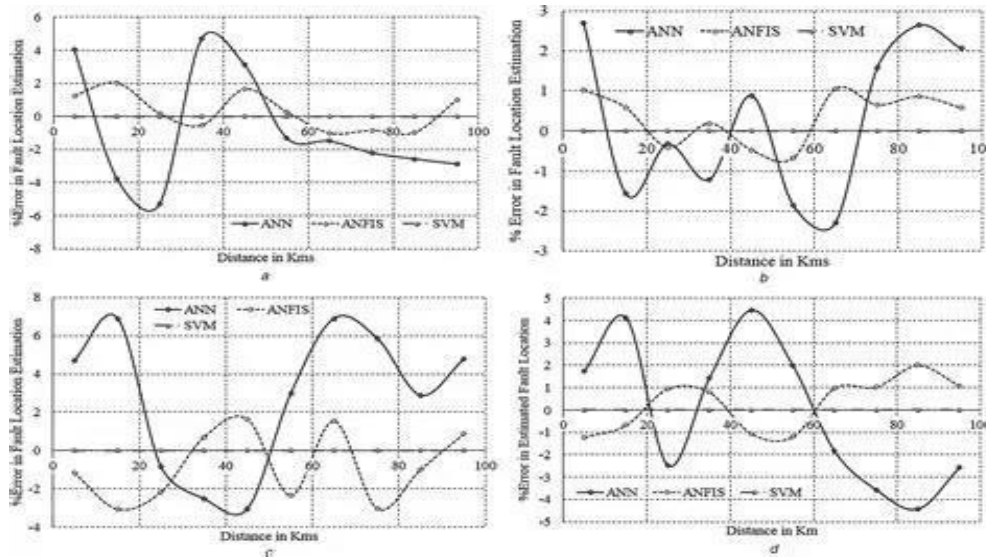 6
4
2
0
-2
-4
-6
-8
0 20 40 60 80 100
%Error in Fault Location Estimation
ANN ANFIS SVM
Distance in Kms
a
3
2
1
0
-1
-2
-3
0 20 40 60 80 100
% Error in Fault Location Estimation
ANN ANFIS SVM
Distance in Kms
b
8
6
4
2
0
-2
-4
0 20 40 60 80 100
%Error in Fault Location Estimation
ANN ANFIS
SVM
Distance in Kms
c
5
4
3
2
1
0
-1
-2
-3
-4
-5
0 20 40 60 80 100
%Error in Estimated Fault Location
ANN ANFIS SVM
Distance in Km
d